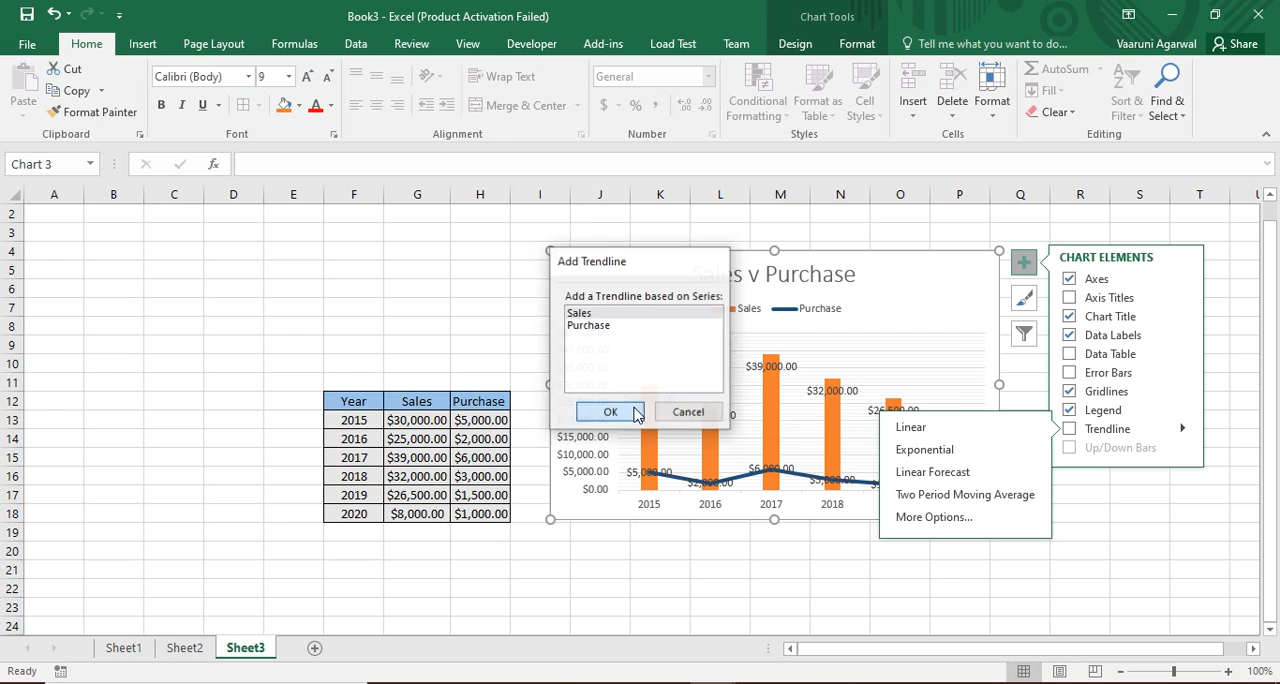 Book3 - Excel (Product Activation Failed)
Chart Tools
File Home Insert Page Layout Formulas Data Review View Developer Add-ins Load Test Team Design Format Tell me what you want to do... Vaaruni Agarwal Share
Paste
Cut
Copy
Format Painter
Calibri (Body) 9
B I U
Wrap Text
Merge & Center
General
$ % ,
Conditional Formatting
Format as Table
Cell Styles
Insert Delete Format
AutoSum
Fill
Clear
Sort & Filter
Find & Select
Clipboard Font Alignment Number Styles Cells Editing
Chart 3 fx
A B C D E F G H I J K L M N O P Q R S T
2
3
4
5
6
7
8
9
10
11
12
13
14
15
16
17
18
19
20
21
22
23
24
Year Sales Purchase
2015 $30,000.00 $5,000.00
2016 $25,000.00 $2,000.00
2017 $39,000.00 $6,000.00
2018 $32,000.00 $3,000.00
2019 $26,500.00 $1,500.00
2020 $8,000.00 $1,000.00
Add Trendline
Add a Trendline based on Series:
Sales
Purchase
OK Cancel
Sales v Purchase
Sales Purchase
$39,000.00
$32,000.00
$15,000.00
$10,000.00
$5,000.00
$0.00
$5,000.00
$2,000.00
$6,000.00
$3,000.00
2015 2016 2017 2018
CHART ELEMENTS
Axes
Axis Titles
Chart Title
Data Labels
Data Table
Error Bars
Gridlines
Legend
Trendline
Up/Down Bars
Linear
Exponential
Linear Forecast
Two Period Moving Average
More Options...
Sheet1 Sheet2 Sheet3
Ready
100%